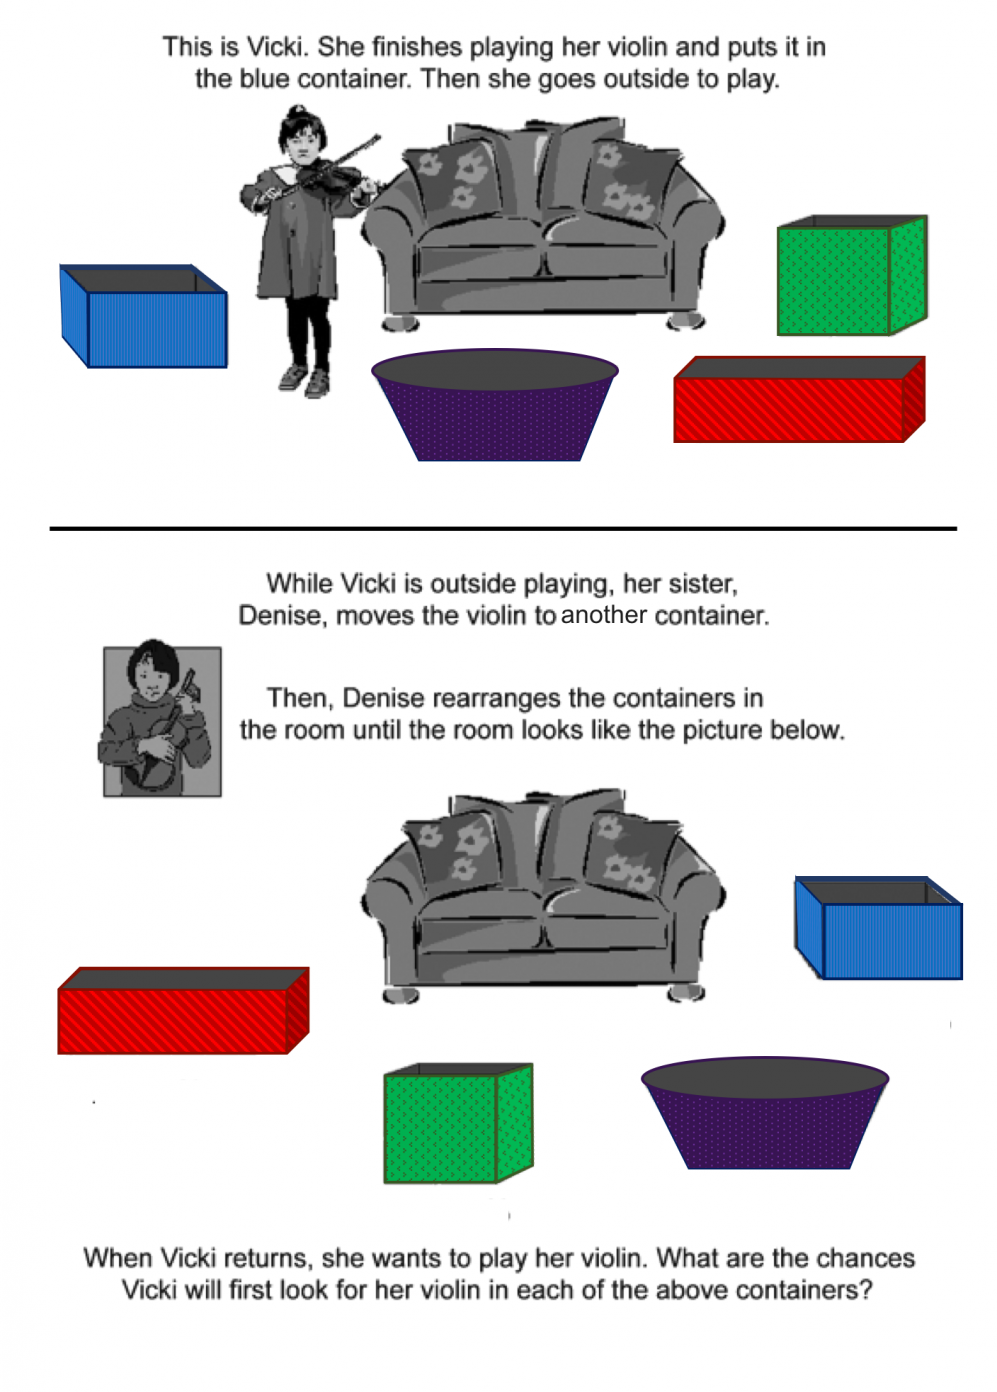 This is Vicki. She finishes playing her violin and puts it in
the blue container. Then she goes outside to play.
While Vicki is outside playing, her sister,
Denise, moves the violin to another container.
Then, Denise rearranges the containers in
the room until the room looks like the picture below.
When Vicki returns, she wants to play her violin. What are the chances
Vicki will first look for her violin in each of the above containers?